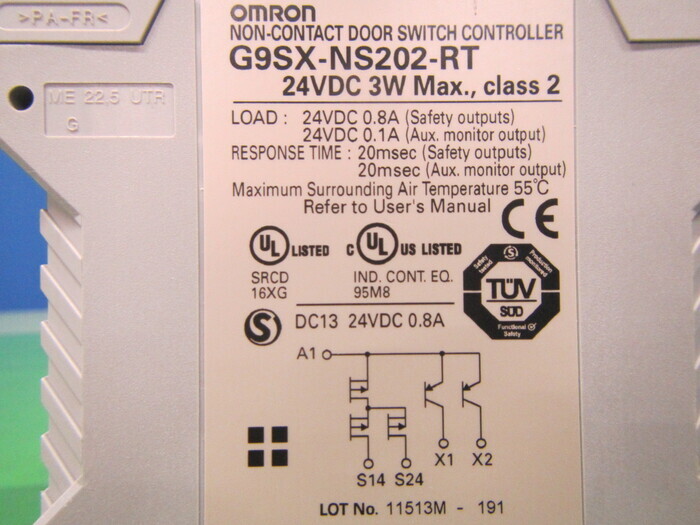 >PA-FR<
ME 22,5 UTR
G
OMRON
NON-CONTACT DOOR SWITCH CONTROLLER
G9SX-NS202-RT
24VDC 3W Max., class 2
LOAD : 24VDC 0.8A (Safety outputs)
24VDC 0.1A (Aux. monitor output)
RESPONSE TIME : 20msec (Safety outputs)
20msec (Aux. monitor output)
Maximum Surrounding Air Temperature 55℃
Refer to User's Manual CE
UL LISTED C UL US LISTED
SRCD IND. CONT. EQ.
16XG 95M8
Safety tested Production monitored
TÜV
SÜD
Functional Safety
S DC13 24VDC 0.8A
A1
X1 X2
S14 S24
LOT No. 11513M - 191